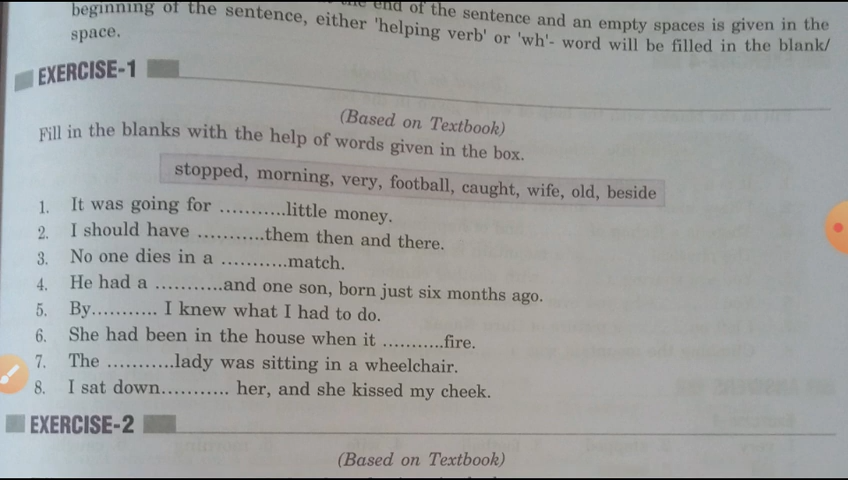 the end of the sentence and an empty spaces is given in the
beginning of the sentence, either 'helping verb' or 'wh'- word will be filled in the blank/
space.
EXERCISE-1
(Based on Textbook)
Fill in the blanks with the help of words given in the box.
stopped, morning, very, football, caught, wife, old, beside
1. It was going for ...........little money.
2. I should have ...........them then and there.
3. No one dies in a ...........match.
4. He had a ...........and one son, born just six months ago.
5. By........... I knew what I had to do.
6. She had been in the house when it ..........fire.
7. The ...........lady was sitting in a wheelchair.
8. I sat down........... her, and she kissed my cheek.
EXERCISE-2
(Based on Textbook)